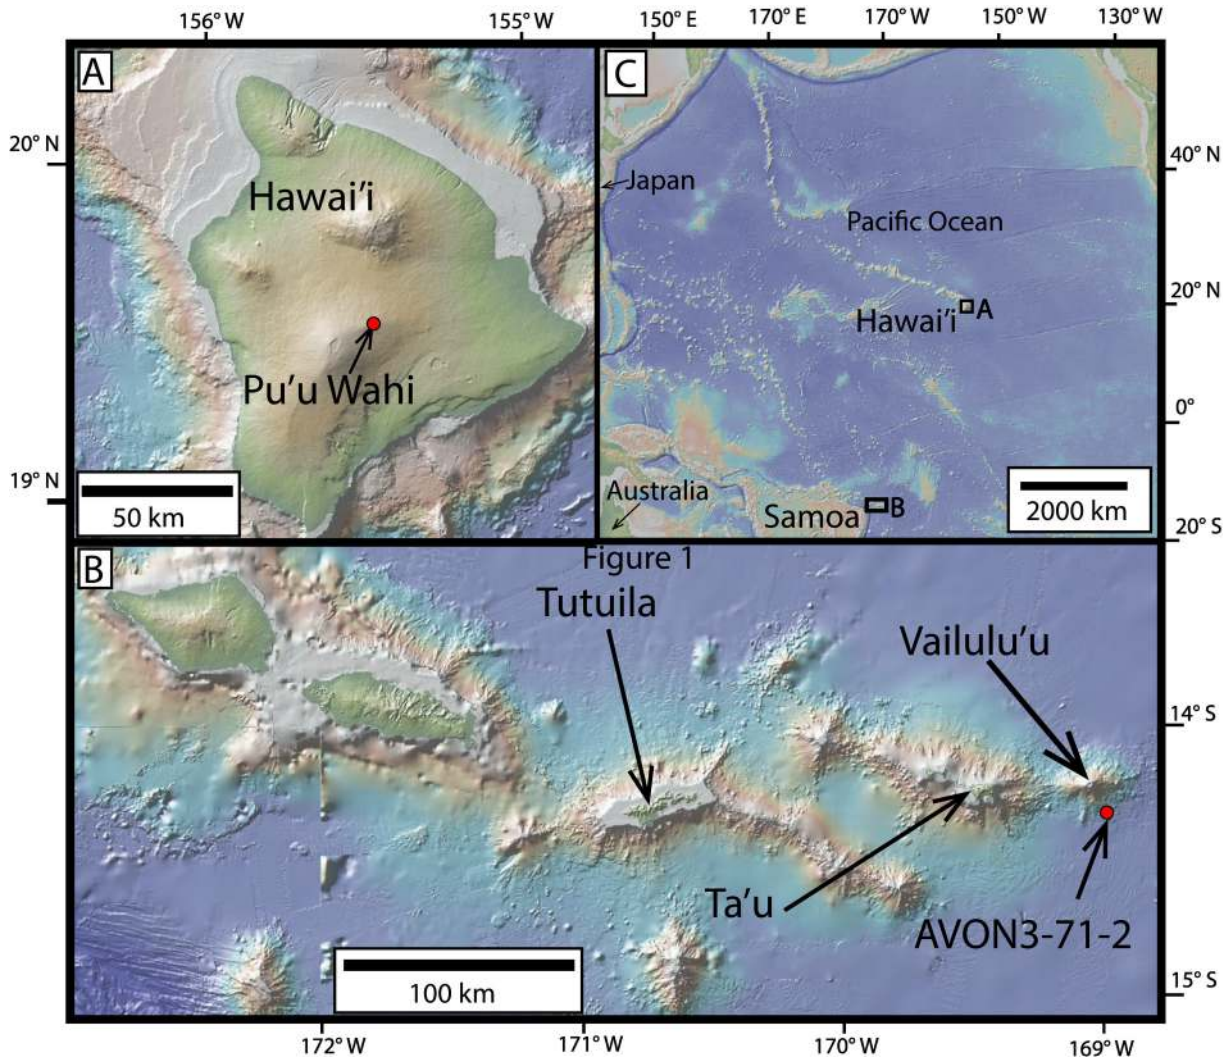 156° W
155° W
150° E
170° E
170° W
150° W
130° W
A
C
20° N
Hawai'i
Pu'u Wahi
19° N
50 km
Japan
Pacific Ocean
Hawai'i
A
40° N
20° N
0°
Australia
Samoa
B
2000 km
20° S
B
Figure 1
Tutuila
Vailulu'u
14° S
Ta'u
AVON3-71-2
100 km
15° S
172° W
171° W
170° W
169° W